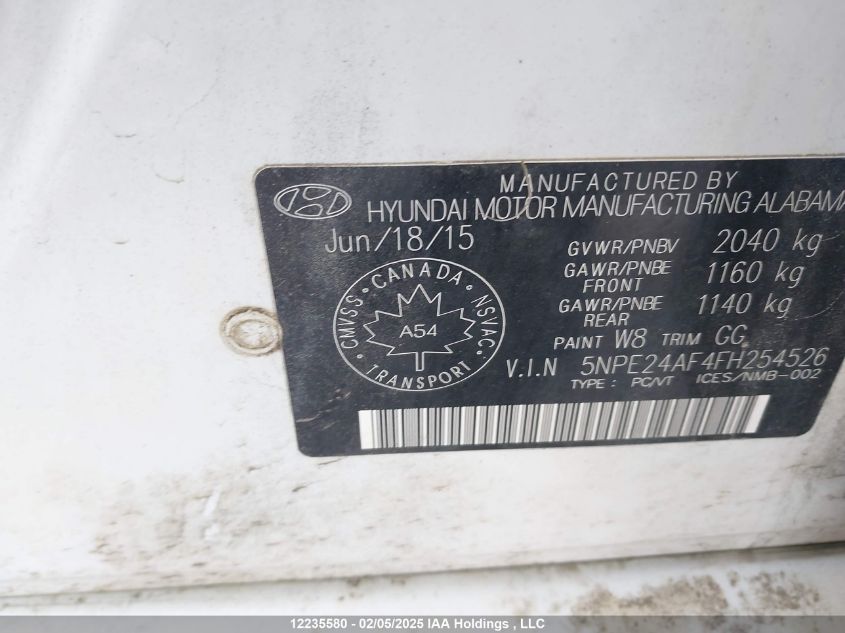 MANUFACTURED BY
HYUNDAI MOTOR MANUFACTURING ALABAMA
Jun/18/15
GVWR/PNBV 2040 kg
GAWR/PNBE FRONT 1160 kg
GAWR/PNBE REAR 1140 kg
PAINT W8 TRIM GG
V.I.N 5NPE24AF4FH254526
TYPE : PC/VT ICES/NMB-002
CMVSS • CANADA • NSVAC • TRANSPORT •
A54
12235580 - 02/05/2025 IAA Holdings , LLC